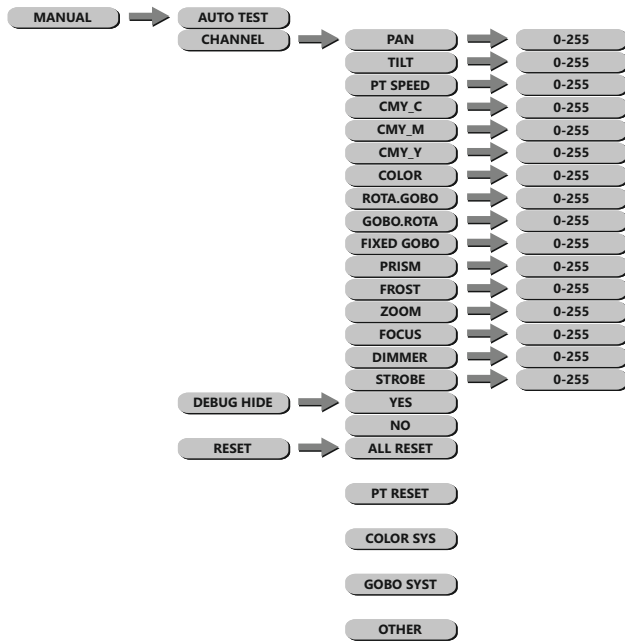 MANUAL AUTO TEST
CHANNEL PAN 0-255
TILT 0-255
PT SPEED 0-255
CMY_C 0-255
CMY_M 0-255
CMY_Y 0-255
COLOR 0-255
ROTA.GOBO 0-255
GOBO.ROTA 0-255
FIXED GOBO 0-255
PRISM 0-255
FROST 0-255
ZOOM 0-255
FOCUS 0-255
DIMMER 0-255
STROBE 0-255
DEBUG HIDE YES
NO
RESET ALL RESET
PT RESET
COLOR SYS
GOBO SYST
OTHER